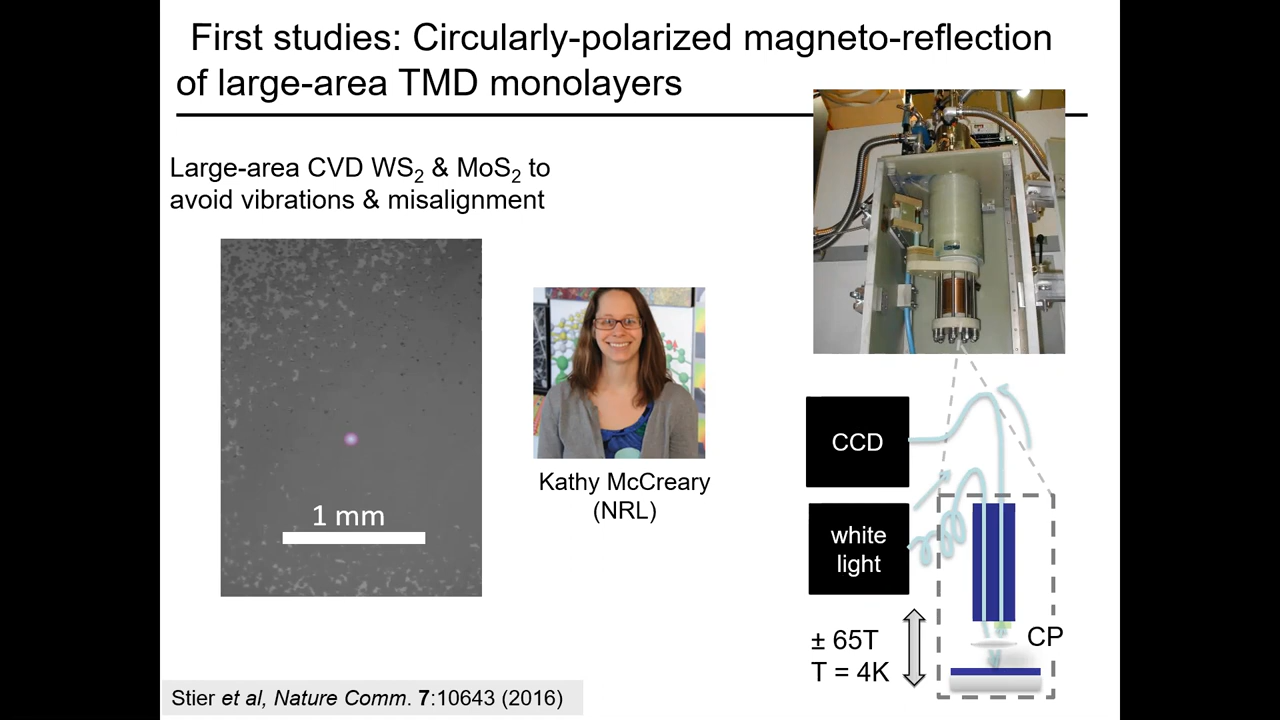 First studies: Circularly-polarized magneto-reflection
of large-area TMD monolayers
Large-area CVD WS₂ & MoS₂ to
avoid vibrations & misalignment
1 mm
Kathy McCreary
(NRL)
CCD
white
light
CP
± 65T
T = 4K
Stier et al, Nature Comm. 7:10643 (2016)